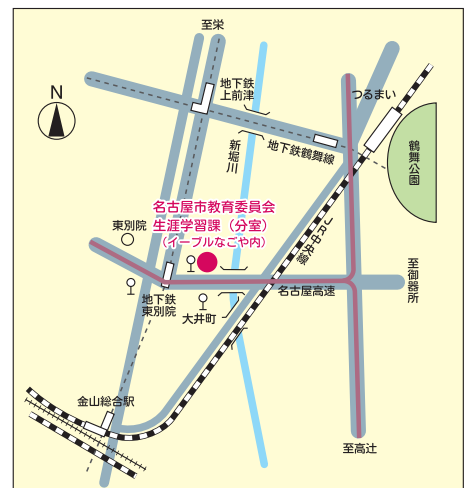 至栄
地下鉄
上前津
つるまい
N
新堀川
地下鉄鶴舞線
鶴舞公園
名古屋市教育委員会
生涯学習課（分室）
（イーブルなごや内）
東別院
JR中央線
至御器所
名古屋高速
地下鉄
東別院
大井町
金山総合駅
至高辻